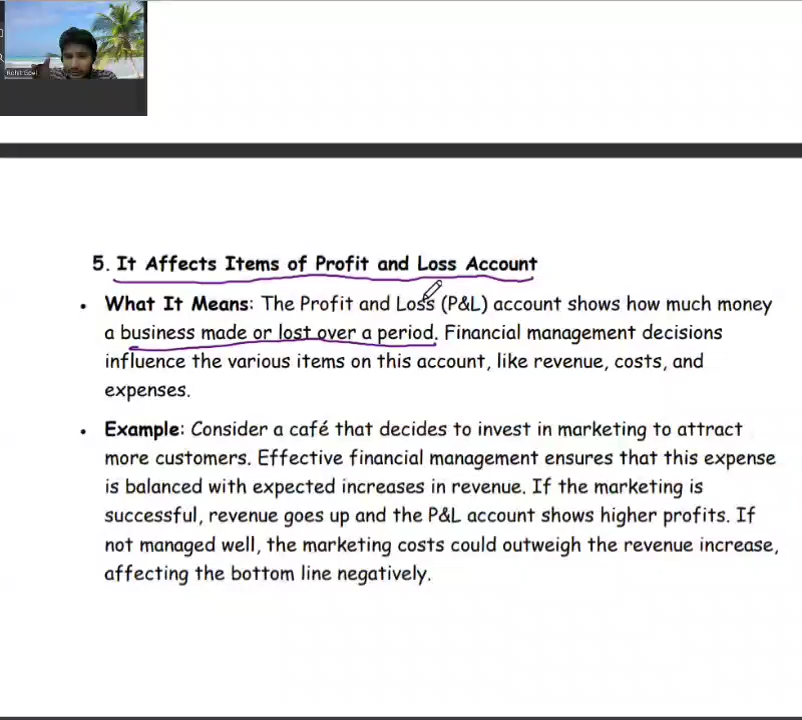 Rohit Goel
5. It Affects Items of Profit and Loss Account
• What It Means: The Profit and Loss (P&L) account shows how much money
a business made or lost over a period. Financial management decisions
influence the various items on this account, like revenue, costs, and
expenses.
• Example: Consider a café that decides to invest in marketing to attract
more customers. Effective financial management ensures that this expense
is balanced with expected increases in revenue. If the marketing is
successful, revenue goes up and the P&L account shows higher profits. If
not managed well, the marketing costs could outweigh the revenue increase,
affecting the bottom line negatively.